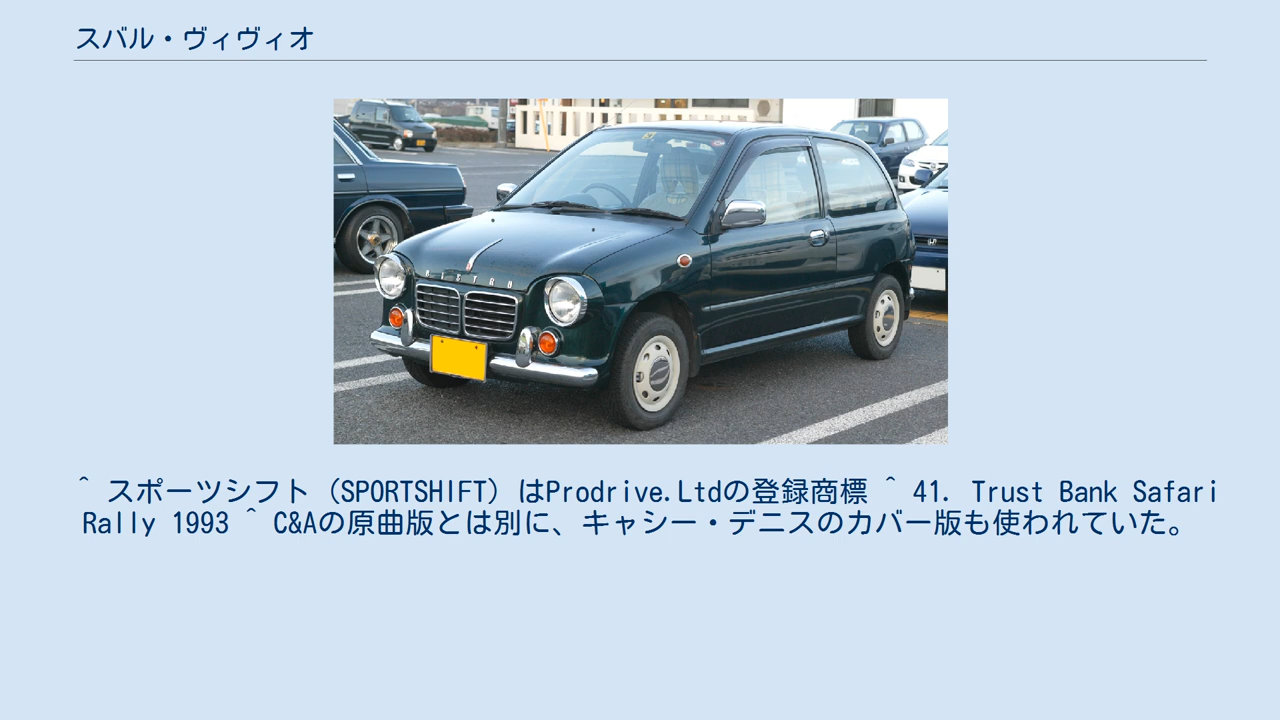 スバル・ヴィヴィオ
BISTRO
^ スポーツシフト（SPORTSHIFT）はProdrive.Ltdの登録商標 ^ 41. Trust Bank Safari
Rally 1993 ^ C&Aの原曲版とは別に、キャシー・デニスのカバー版も使われていた。